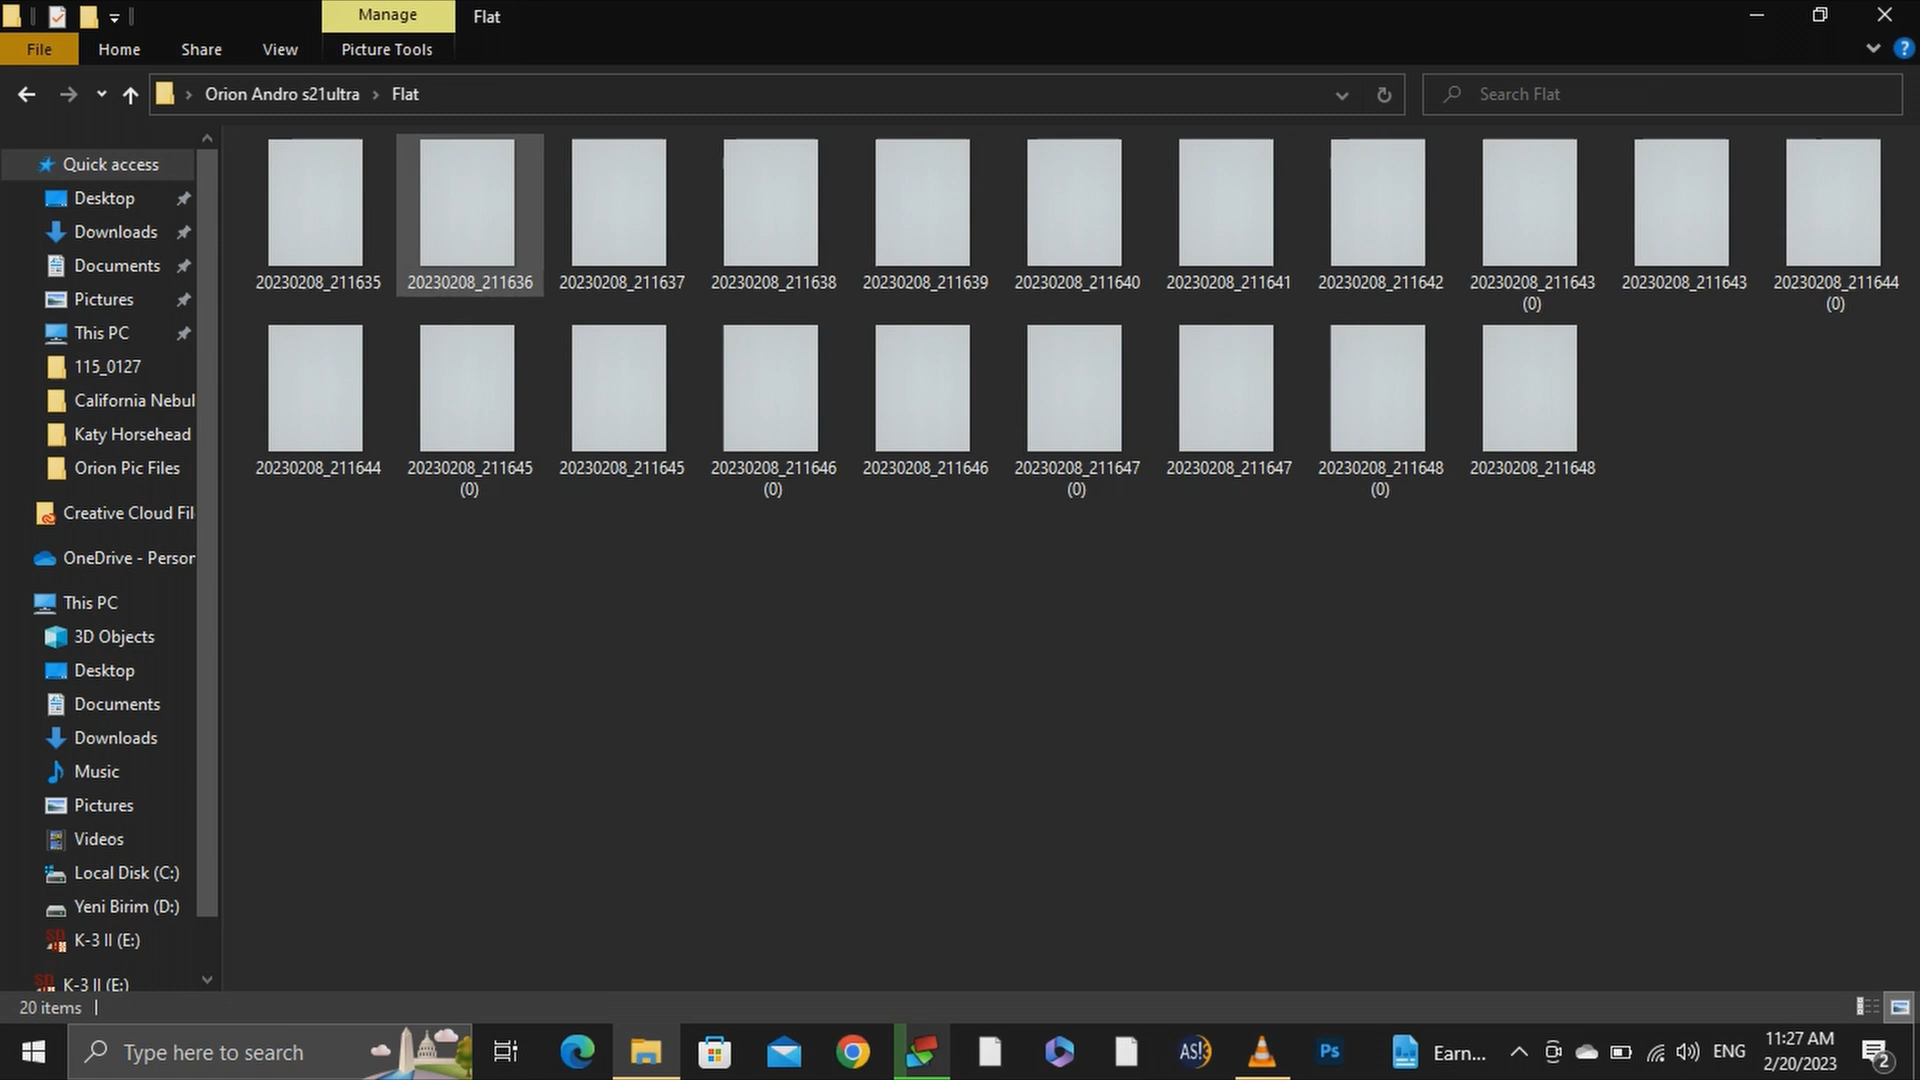 Manage
Flat
File
Home
Share
View
Picture Tools
Orion Andro s21ultra
Flat
Search Flat
Quick access
Desktop
Downloads
Documents
Pictures
This PC
115_0127
California Nebul
Katy Horsehead
Orion Pic Files
Creative Cloud Fil
OneDrive - Person
This PC
3D Objects
Desktop
Documents
Downloads
Music
Pictures
Videos
Local Disk (C:)
Yeni Birim (D:)
K-3 II (E:)
K-3 II (E:)
20230208_211635
20230208_211636
20230208_211637
20230208_211638
20230208_211639
20230208_211640
20230208_211641
20230208_211642
20230208_211643
(0)
20230208_211643
20230208_211644
(0)
20230208_211644
20230208_211645
(0)
20230208_211645
20230208_211646
(0)
20230208_211646
20230208_211647
(0)
20230208_211647
20230208_211648
(0)
20230208_211648
20 items
Type here to search
AS!
Ps
Earn...
ENG
11:27 AM
2/20/2023
2